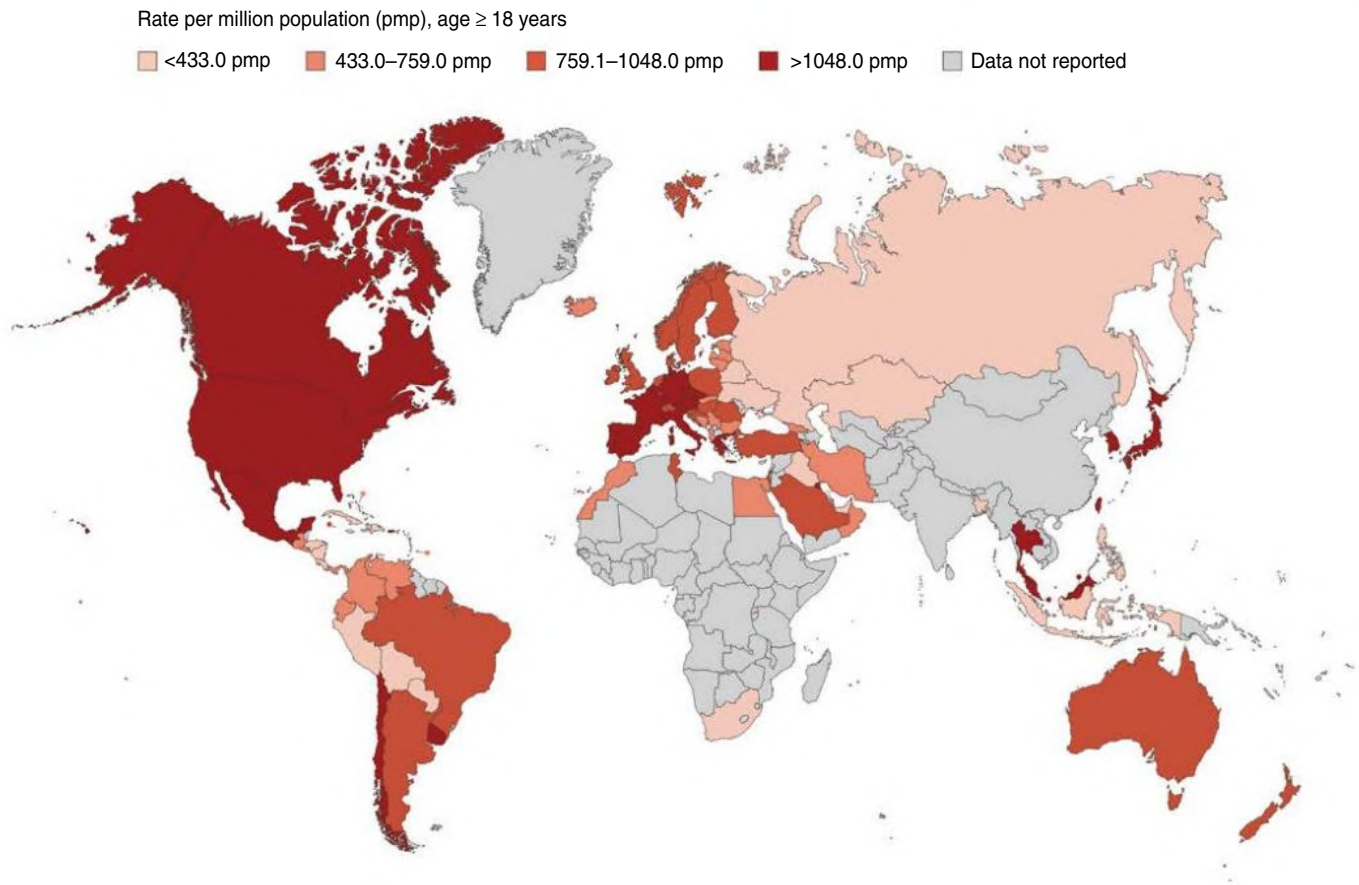 Rate per million population (pmp), age ≥ 18 years
<433.0 pmp 433.0–759.0 pmp 759.1–1048.0 pmp >1048.0 pmp Data not reported